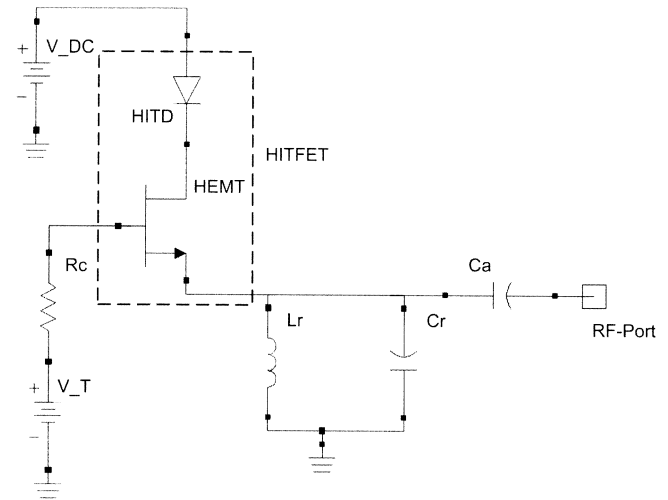 +
V_DC
–
HITD
HITFET
HEMT
Rc
Ca
Lr
Cr
RF-Port
+
V_T
–